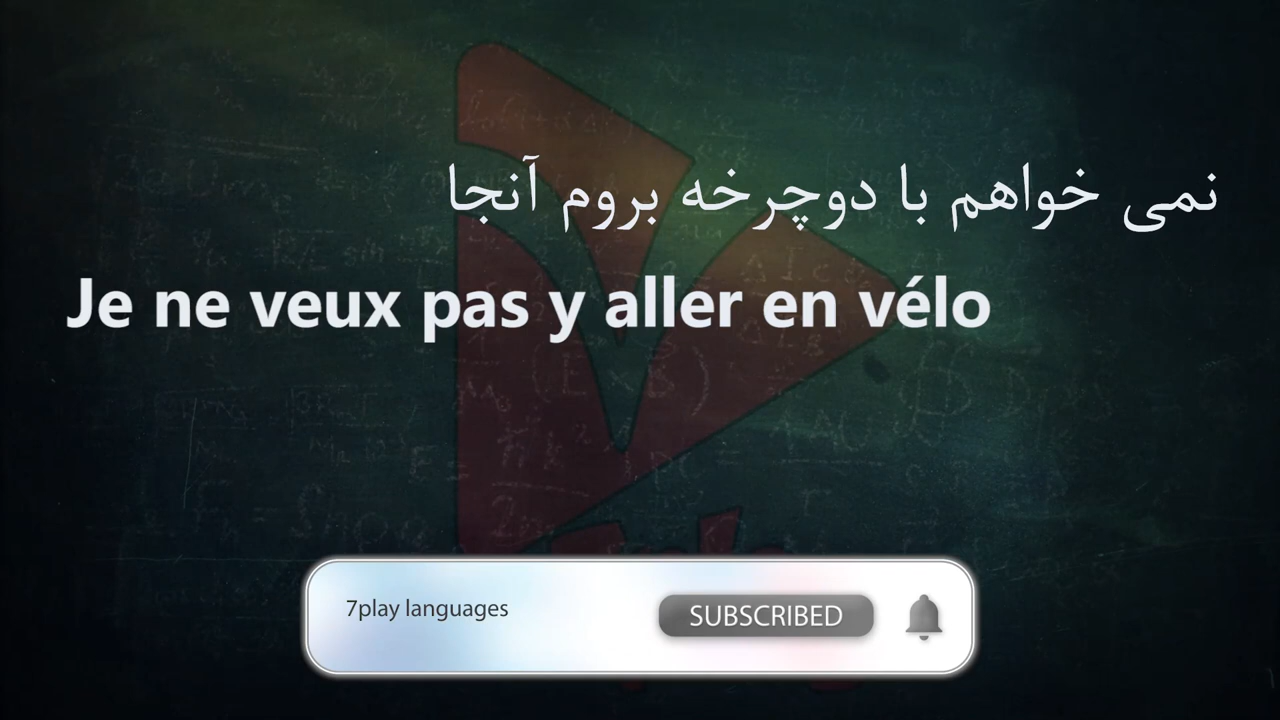 نمی خواهم با دوچرخه بروم آنجا
Je ne veux pas y aller en vélo
7play languages
SUBSCRIBED